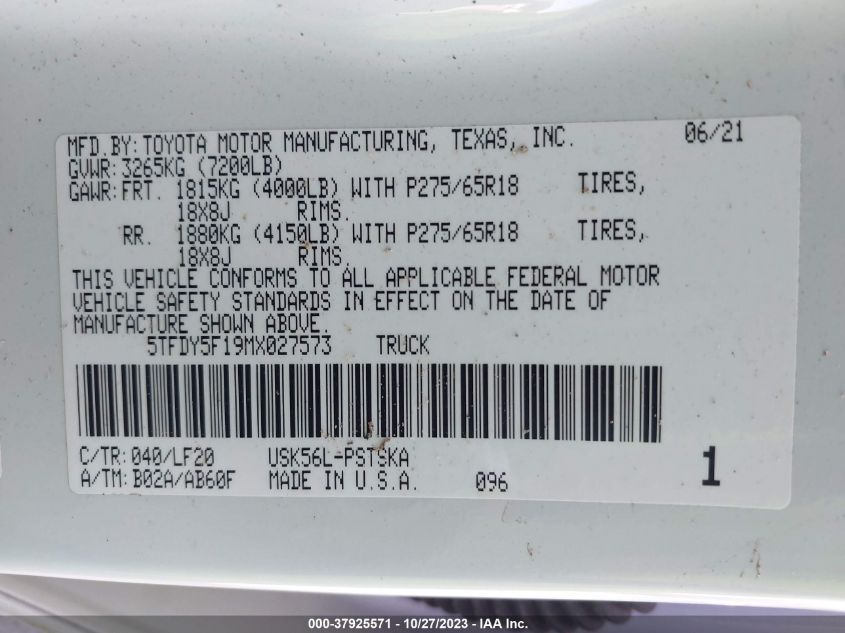 MFD.BY:TOYOTA MOTOR MANUFACTURING, TEXAS, INC. 06/21
GVWR:3265KG (7200LB)
GAWR:FRT. 1815KG (4000LB) WITH P275/65R18 TIRES,
18X8J RIMS.
RR. 1880KG (4150LB) WITH P275/65R18 TIRES,
18X8J RIMS.
THIS VEHICLE CONFORMS TO ALL APPLICABLE FEDERAL MOTOR
VEHICLE SAFETY STANDARDS IN EFFECT ON THE DATE OF
MANUFACTURE SHOWN ABOVE.
5TFDY5F19MX027573 TRUCK
C/TR:040/LF20 USK56L-PSTSKA
A/TM:B02A/AB60F MADE IN U.S.A. 096 1
000-37925571 - 10/27/2023 - IAA Inc.